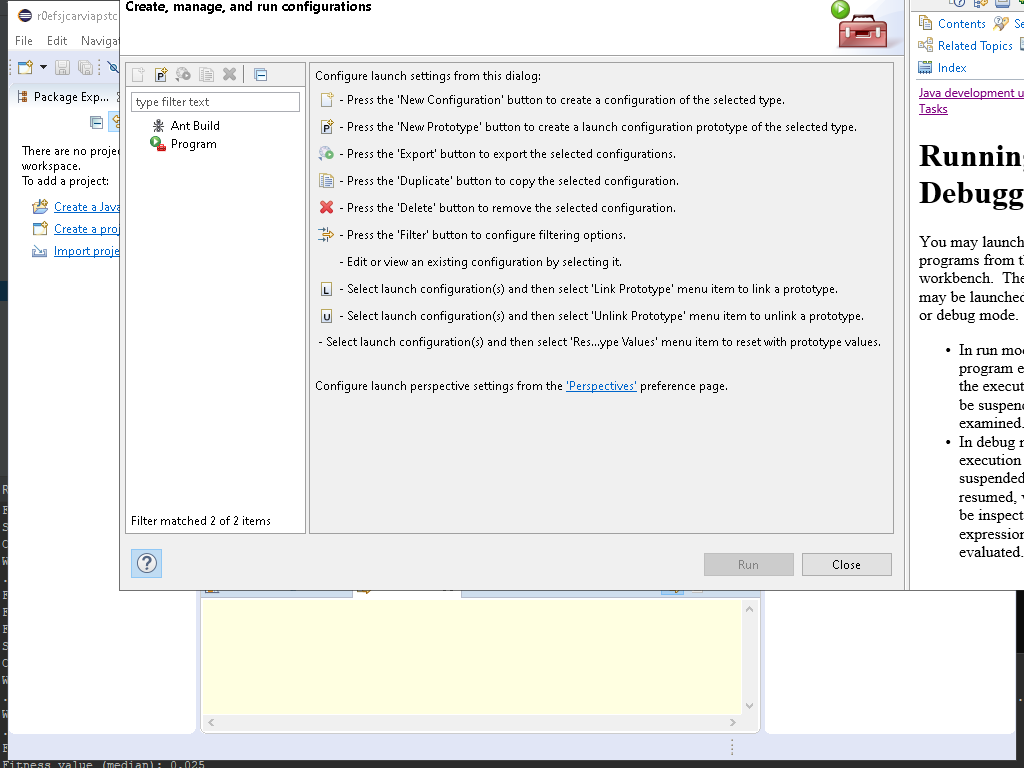 Create, manage, and run configurations
r0efsjcarviapstc
File Edit
Package Exp...
There are no
workspace.
To add a project:
Create a Java
Create a
Import
type filter text
Ant Build
Program
Filter matched 2 of 2 items
Configure launch settings from this dialog:
- Press the 'New Configuration' button to create a configuration of the selected type.
- Press the 'New Prototype' button to create a launch configuration prototype of the selected type.
- Press the 'Export' button to export the selected configurations.
- Press the 'Duplicate' button to copy the selected configuration.
- Press the 'Delete' button to remove the selected configuration.
- Press the 'Filter' button to configure filtering options.
- Edit or view an existing configuration by selecting it.
L - Select launch configuration(s) and then select 'Link Prototype' menu item to link a prototype.
U - Select launch configuration(s) and then select 'Unlink Prototype' menu item to unlink a prototype.
- Select launch configuration(s) and then select 'Res...ype Values' menu item to reset with prototype values.
Configure launch perspective settings from the 'Perspectives' preference page.
? Run Close
Contents
Related Topics
Index
Java development
Tasks
Running
Debugg
You may launch
programs from
workbench. The
may be launched
or debug mode.
• In run
program
the
be
examined.
• In debug
execution
suspended
resumed,
be
expression
evaluated.
Fitness value (median): 0.025